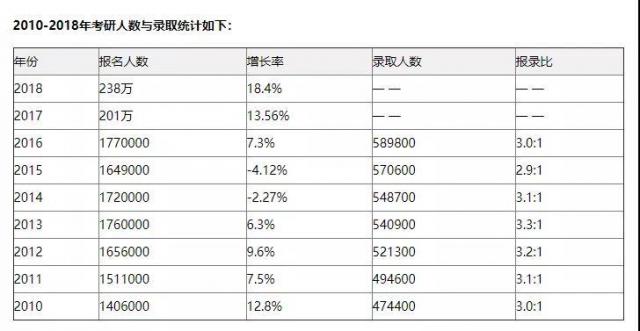 2010-2018年考研人数与录取统计如下：
年份 报名人数 增长率 录取人数 报录比
2018 238万 18.4% — — — —
2017 201万 13.56% — — — —
2016 1770000 7.3% 589800 3.0:1
2015 1649000 -4.12% 570600 2.9:1
2014 1720000 -2.27% 548700 3.1:1
2013 1760000 6.3% 540900 3.3:1
2012 1656000 9.6% 521300 3.2:1
2011 1511000 7.5% 494600 3.1:1
2010 1406000 12.8% 474400 3.0:1